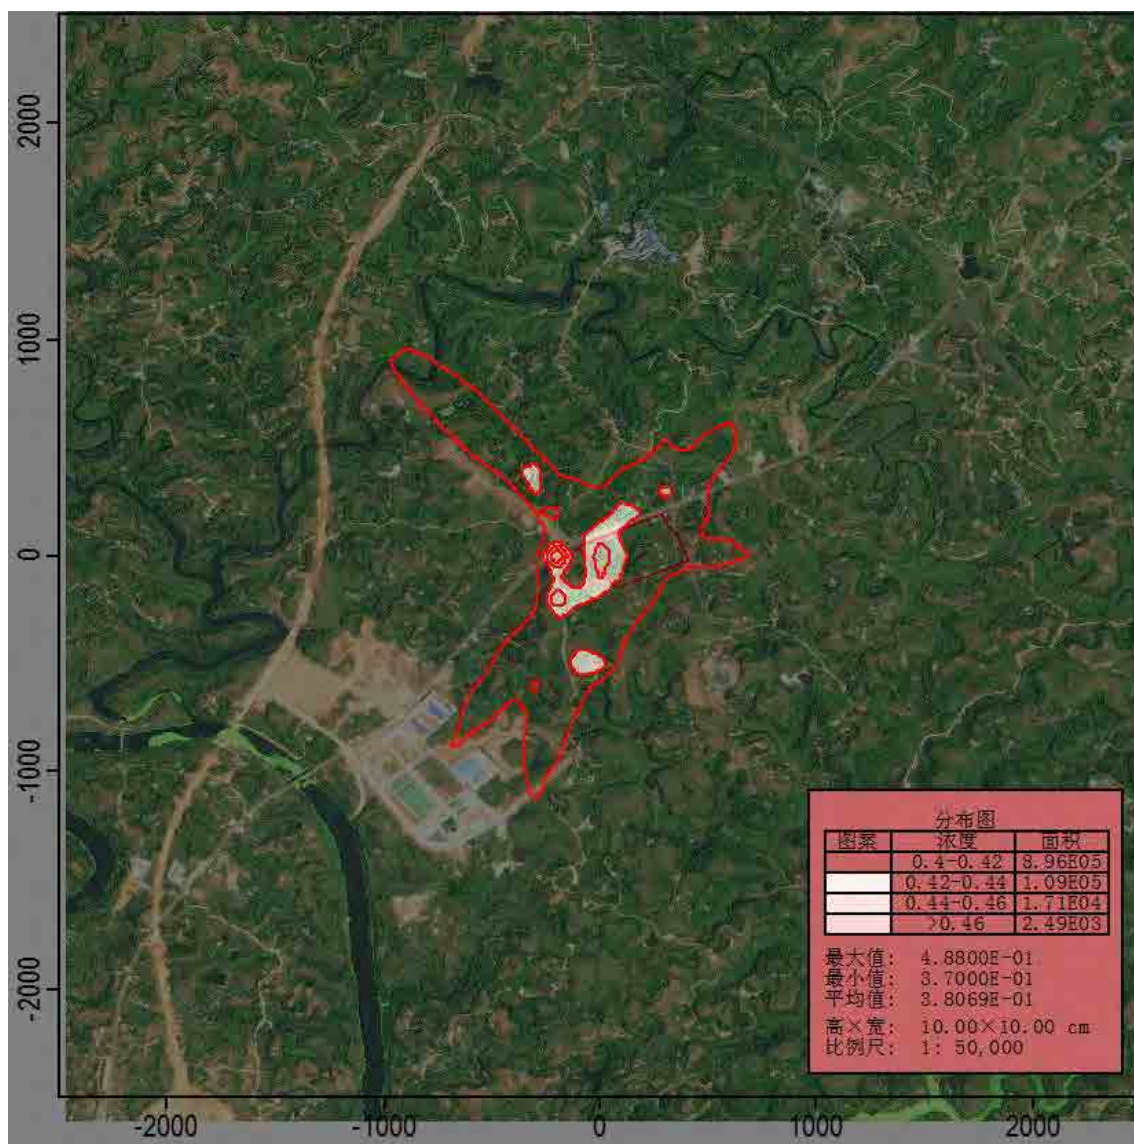 2000
1000
0
-1000
-2000
-2000 -1000 0 1000 2000
分布图
图案 浓度 面积
0.4-0.42 8.96E05
0.42-0.44 1.09E05
0.44-0.46 1.71E04
>0.46 2.49E03
最大值: 4.8800E-01
最小值: 3.7000E-01
平均值: 3.8069E-01
高×宽: 10.00×10.00 cm
比例尺: 1: 50,000